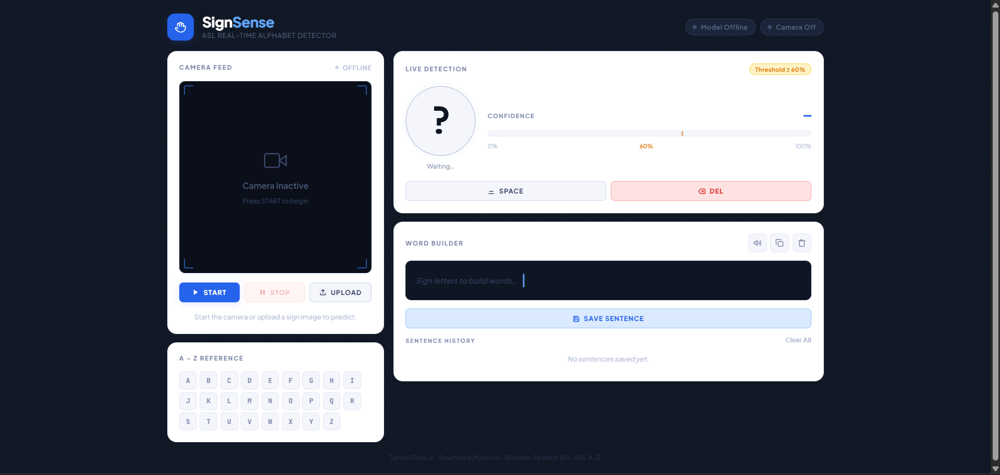 SignSense
ASL REAL-TIME ALPHABET DETECTOR
Model Offline
Camera Off
CAMERA FEED
OFFLINE
Camera Inactive
Press START to begin
START
STOP
UPLOAD
Start the camera or upload a sign image to predict.
A – Z REFERENCE
A B C D E F G H I
J K L M N O P Q R
S T U V W X Y Z
LIVE DETECTION
Threshold ≥ 60%
?
Waiting…
CONFIDENCE
—
0% 60% 100%
SPACE
DEL
WORD BUILDER
Sign letters to build words…
SAVE SENTENCE
SENTENCE HISTORY
Clear All
No sentences saved yet.
TensorFlow.js · Teachable Machine · Browser Speech API · ASL A–Z